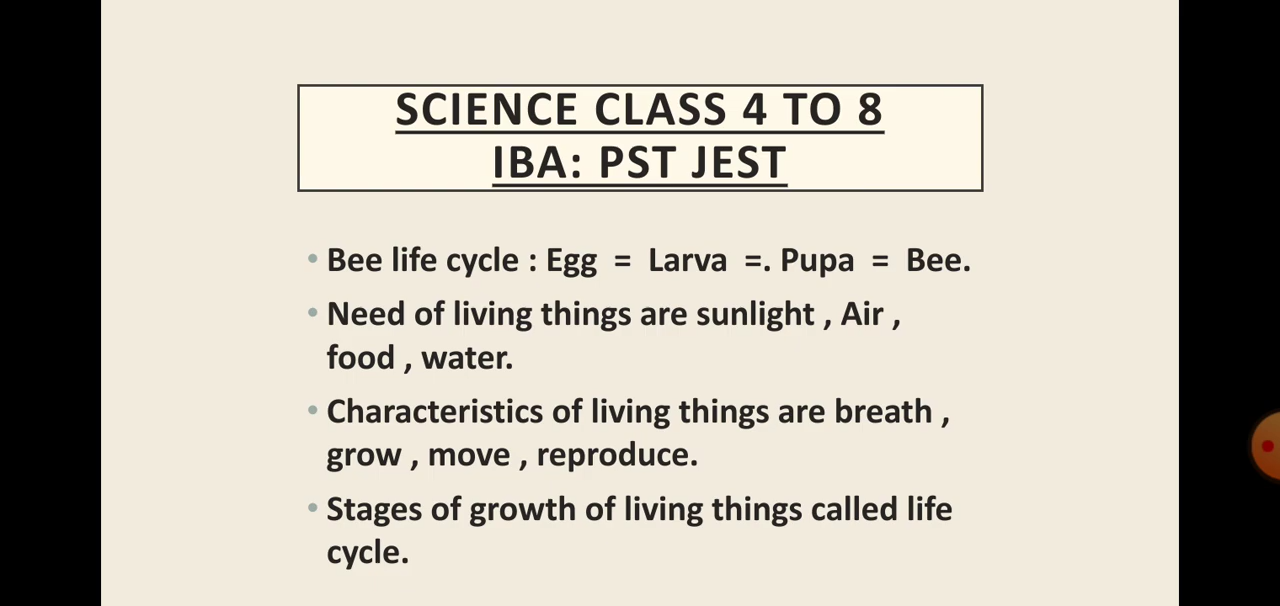 SCIENCE CLASS 4 TO 8
IBA: PST JEST
• Bee life cycle : Egg = Larva =. Pupa = Bee.
• Need of living things are sunlight , Air ,
food , water.
• Characteristics of living things are breath ,
grow , move , reproduce.
• Stages of growth of living things called life
cycle.